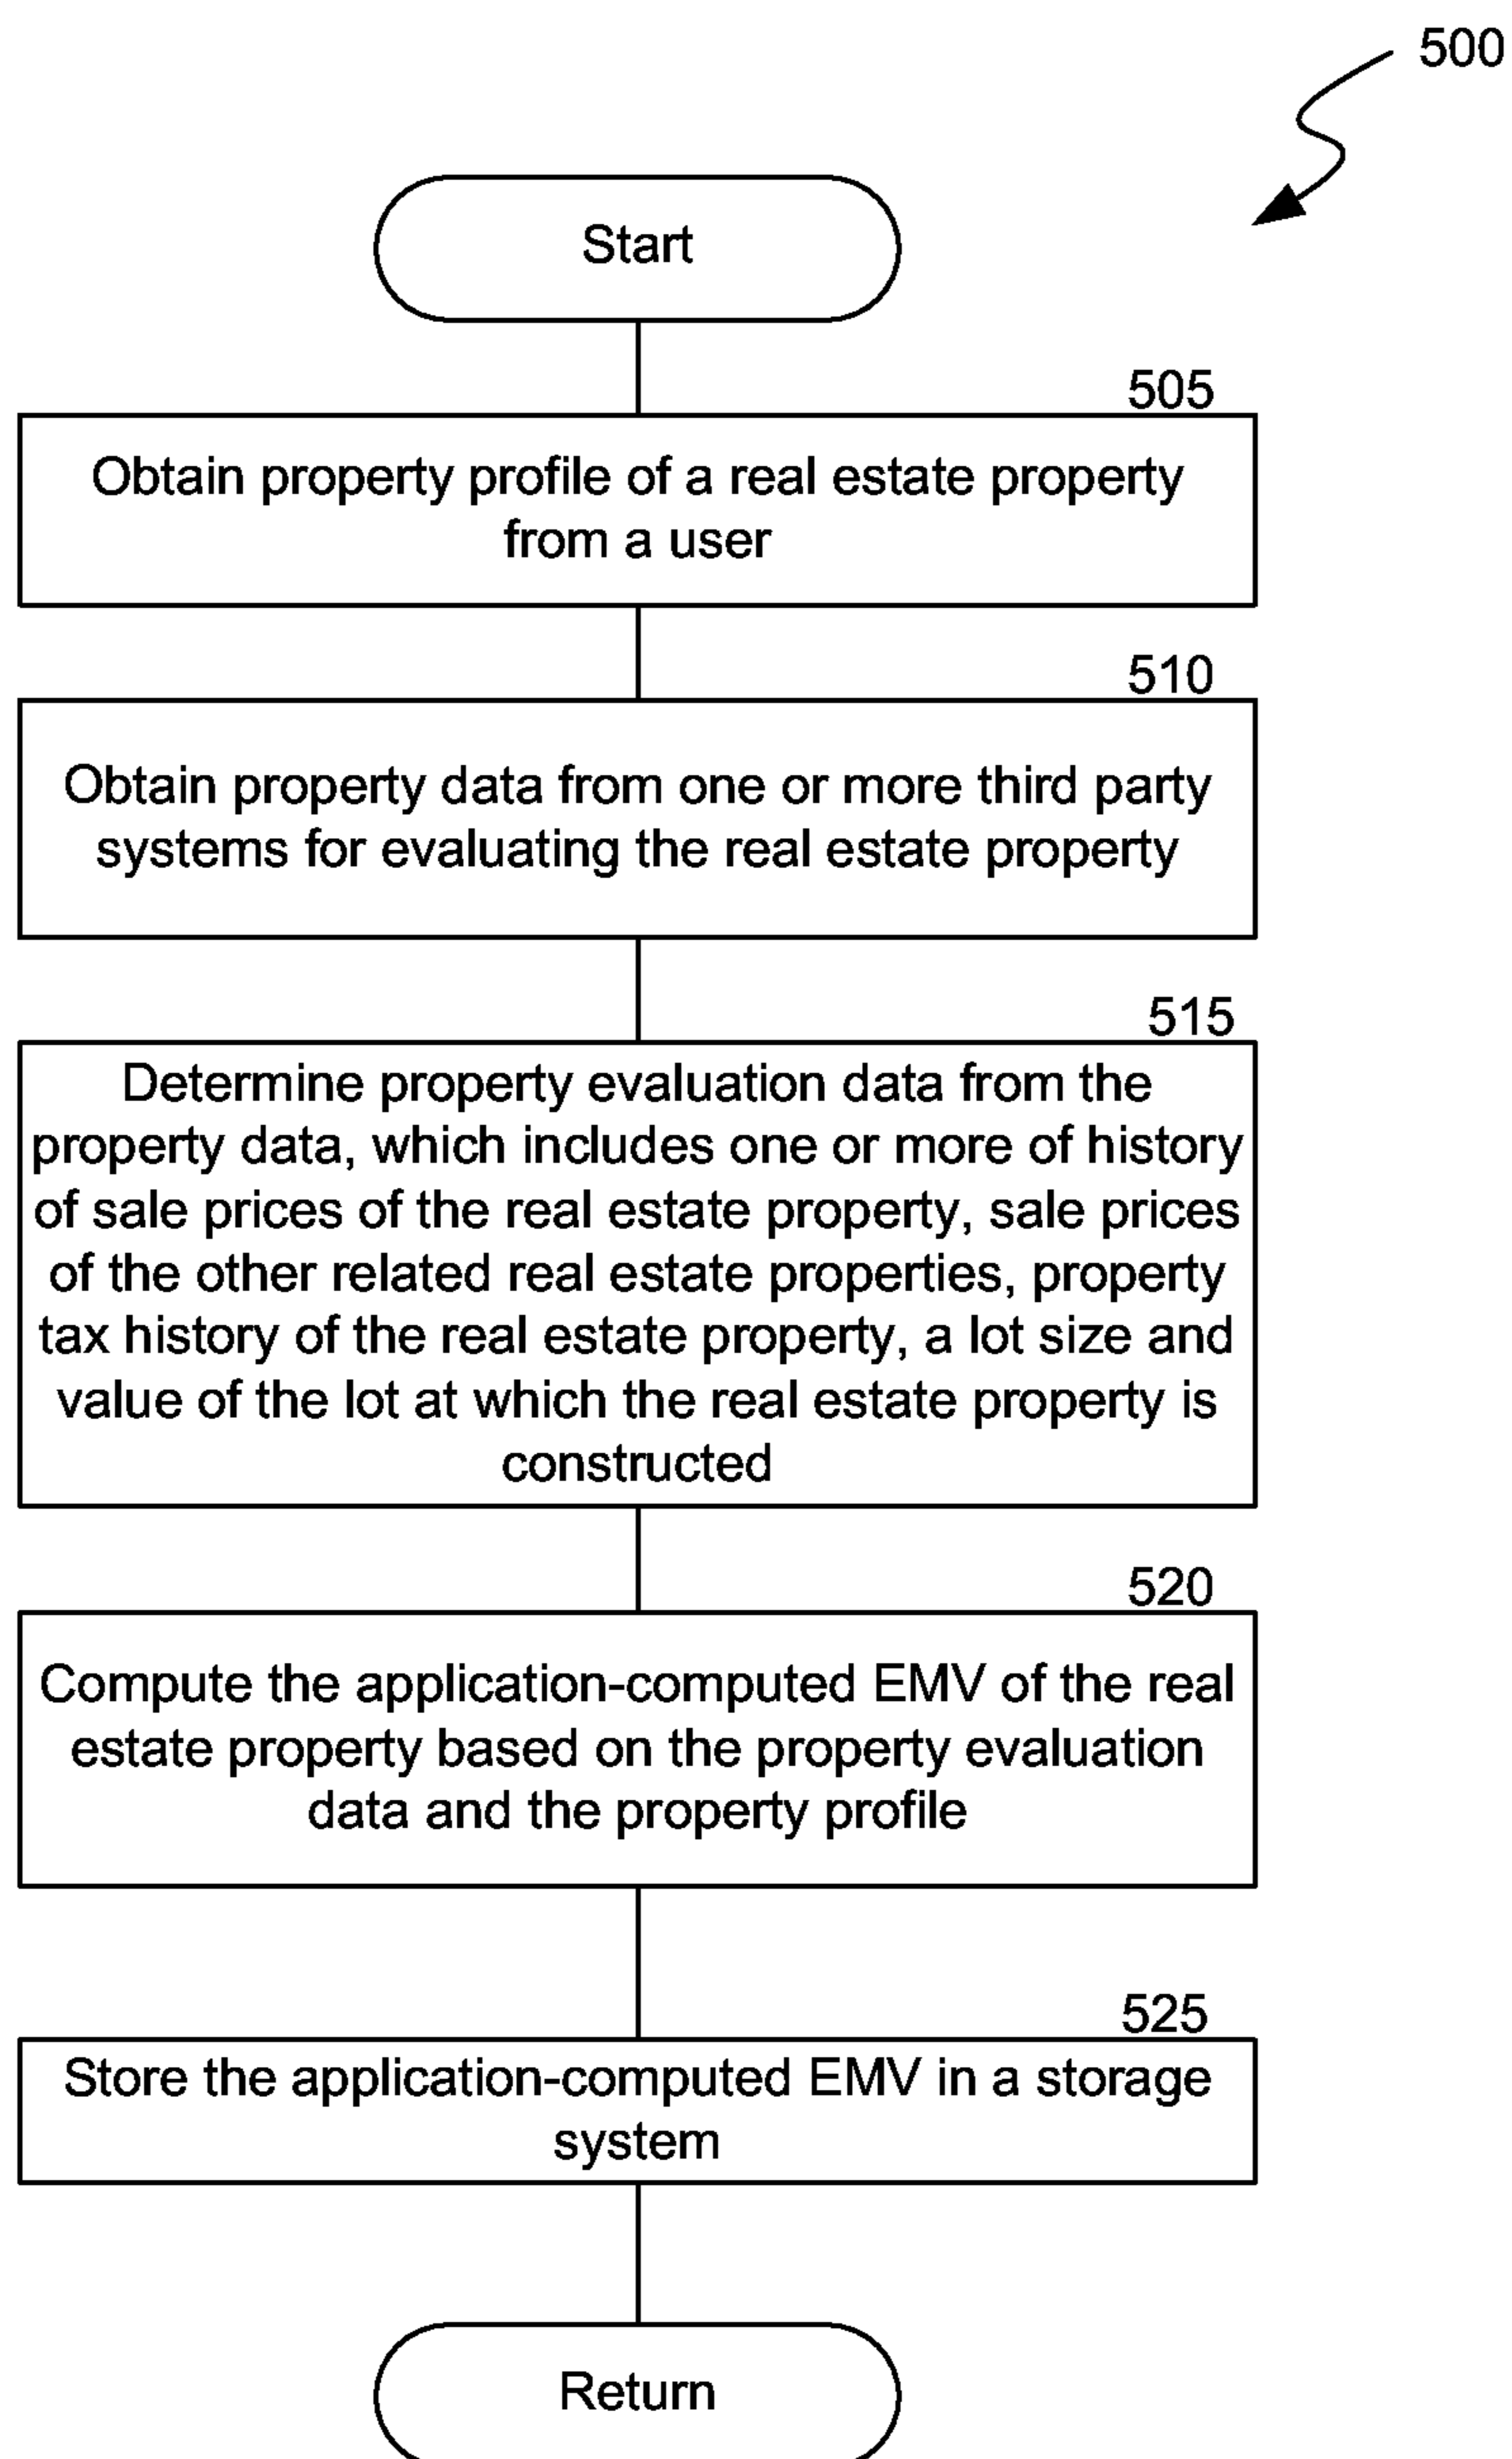 500
Start
505
Obtain property profile of a real estate property
from a user
510
Obtain property data from one or more third party
systems for evaluating the real estate property
515
Determine property evaluation data from the
property data, which includes one or more of history
of sale prices of the real estate property, sale prices
of the other related real estate properties, property
tax history of the real estate property, a lot size and
value of the lot at which the real estate property is
constructed
520
Compute the application-computed EMV of the real
estate property based on the property evaluation
data and the property profile
525
Store the application-computed EMV in a storage
system
Return